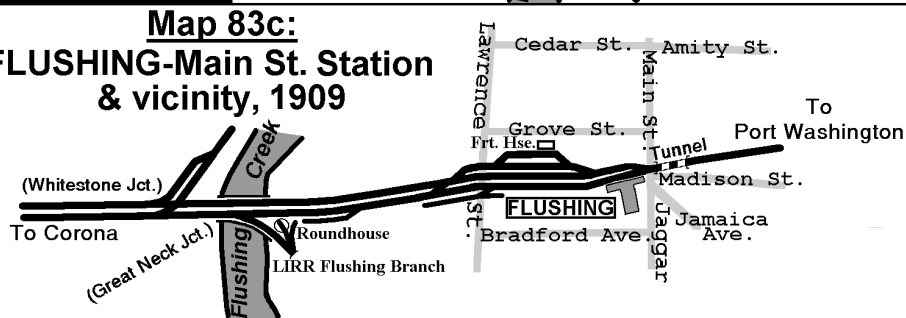 Map 83c:
FLUSHING-Main St. Station
& vicinity, 1909
Lawrence St.
Cedar St.
Amity St.
Main St.
Grove St.
Frt. Hse.
Tunnel
To
Port Washington
Madison St.
FLUSHING
Jamaica
Ave.
Jaggar
Bradford Ave.
Flushing Creek
(Whitestone Jct.)
To Corona
(Great Neck Jct.)
Roundhouse
LIRR Flushing Branch